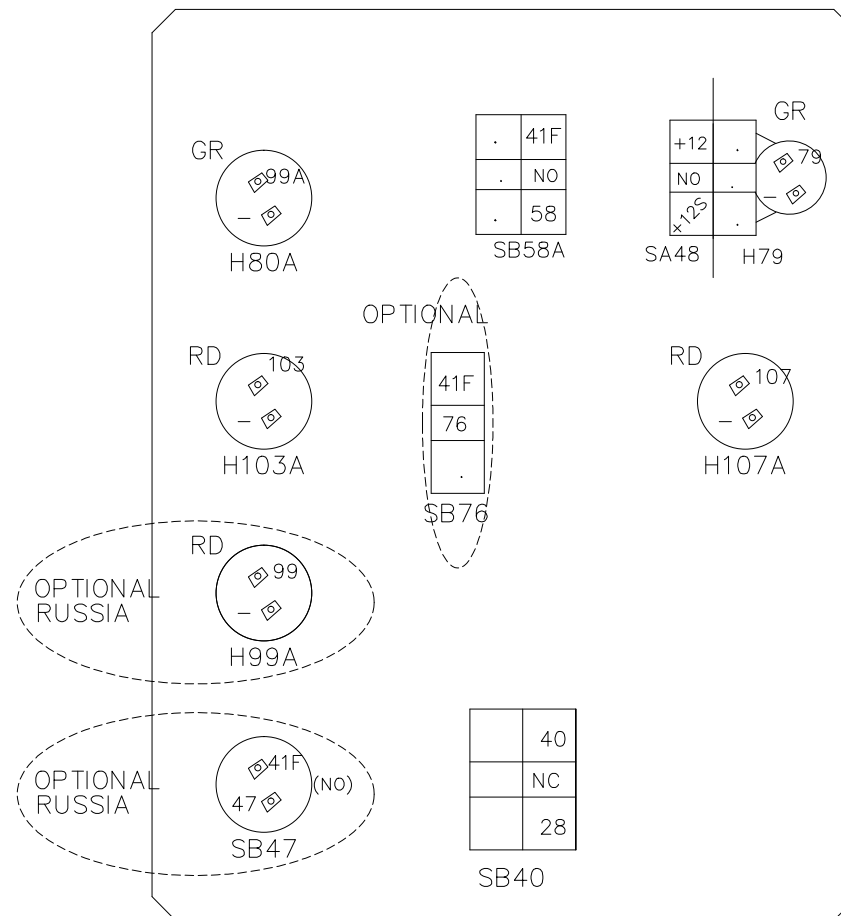 GR
99A
–
H80A
41F
NO
58
SB58A
GR
+12
NO
+12S
79
–
SA48
H79
OPTIONAL
41F
76
SB76
RD
103
–
H103A
RD
107
–
H107A
OPTIONAL
RUSSIA
RD
99
–
H99A
OPTIONAL
RUSSIA
41F
47
(NO)
SB47
40
NC
28
SB40